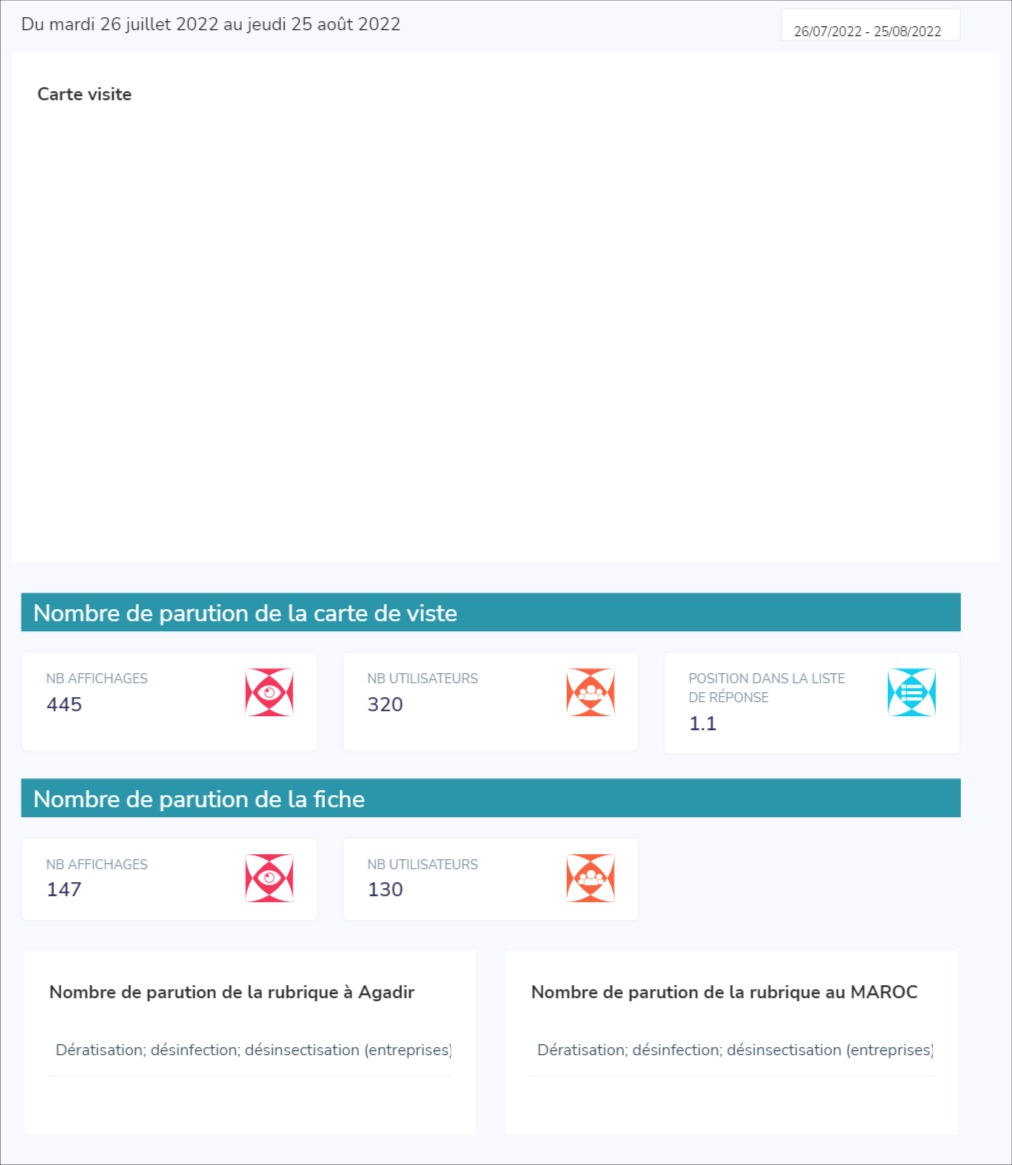 Du mardi 26 juillet 2022 au jeudi 25 août 2022
26/07/2022 - 25/08/2022
Carte visite
Nombre de parution de la carte de viste
NB AFFICHAGES
445
NB UTILISATEURS
320
POSITION DANS LA LISTE
DE RÉPONSE
1.1
Nombre de parution de la fiche
NB AFFICHAGES
147
NB UTILISATEURS
130
Nombre de parution de la rubrique à Agadir
Dératisation; désinfection; désinsectisation (entreprises)
Nombre de parution de la rubrique au MAROC
Dératisation; désinfection; désinsectisation (entreprises)